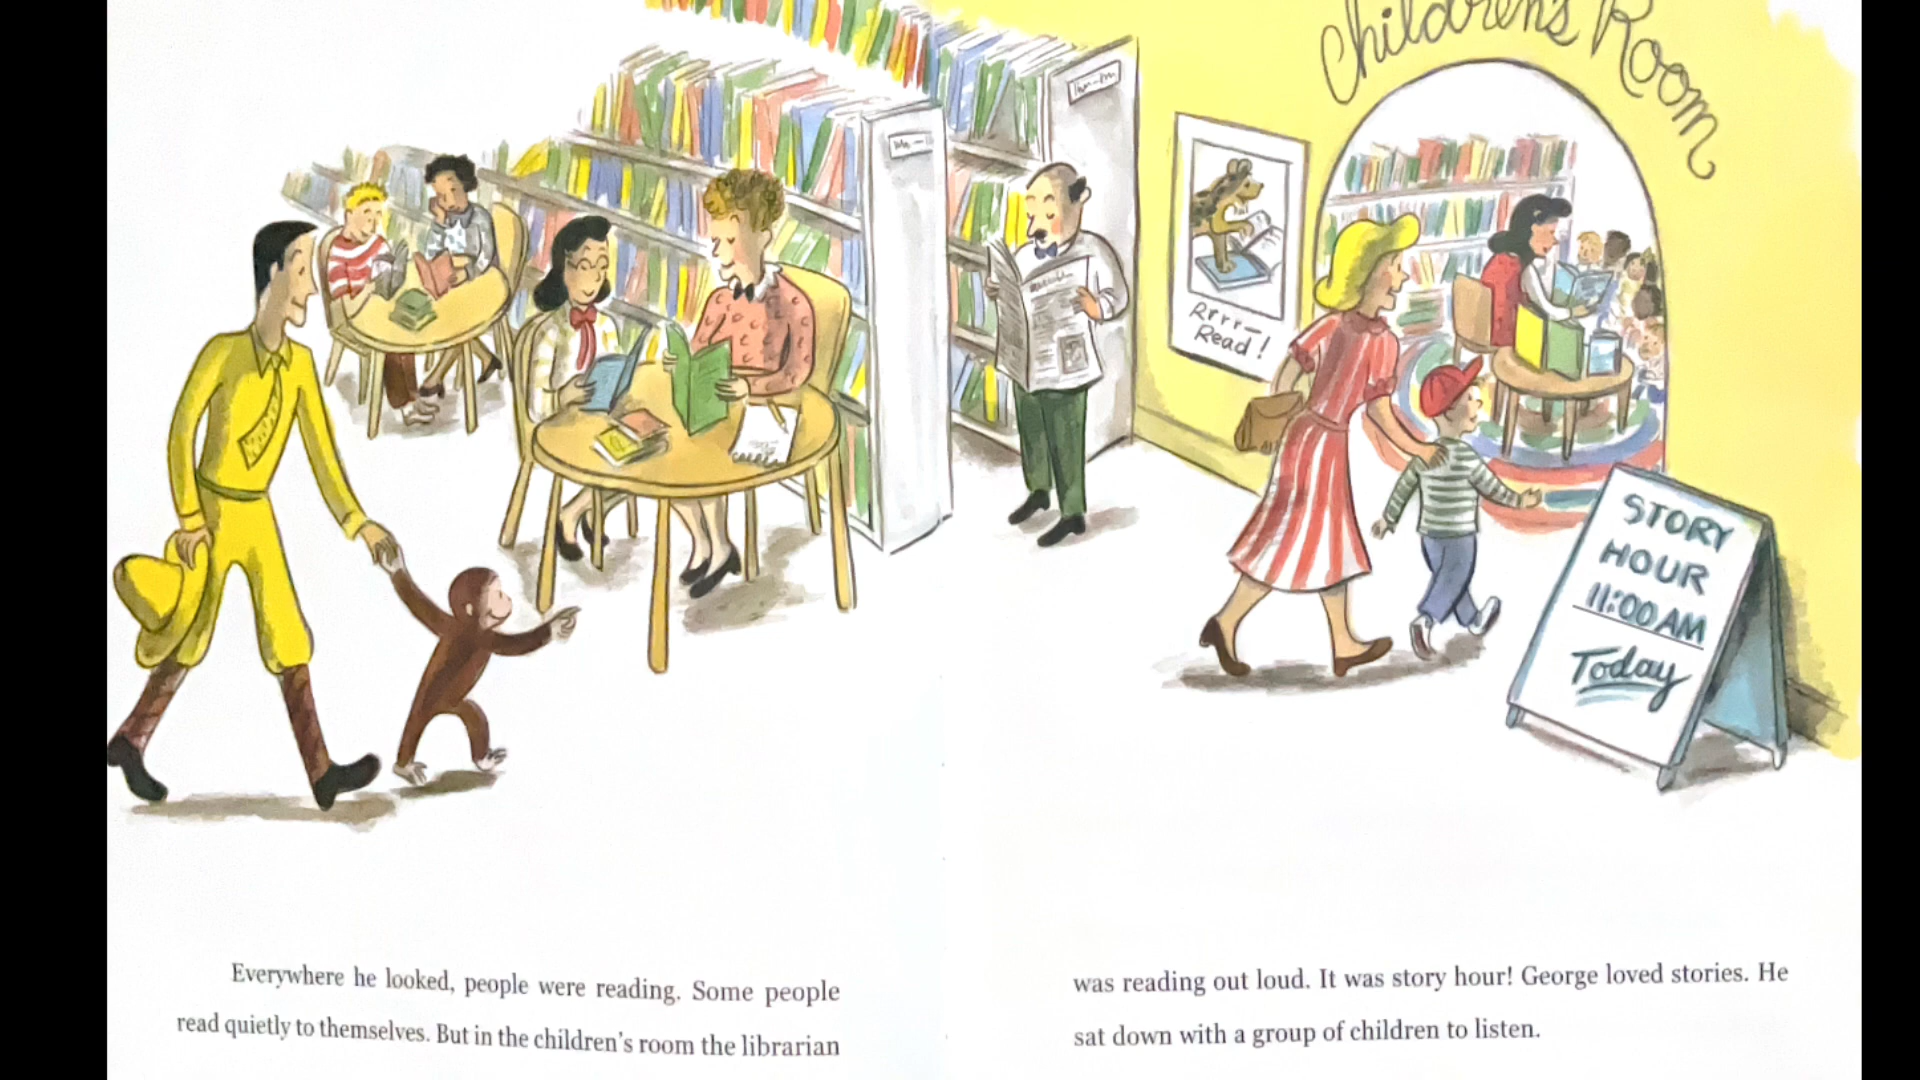 Children's Room
Rrrr—
Read!
STORY
HOUR
11:00 AM
Today
Everywhere he looked, people were reading. Some people
read quietly to themselves. But in the children's room the librarian
was reading out loud. It was story hour! George loved stories. He
sat down with a group of children to listen.